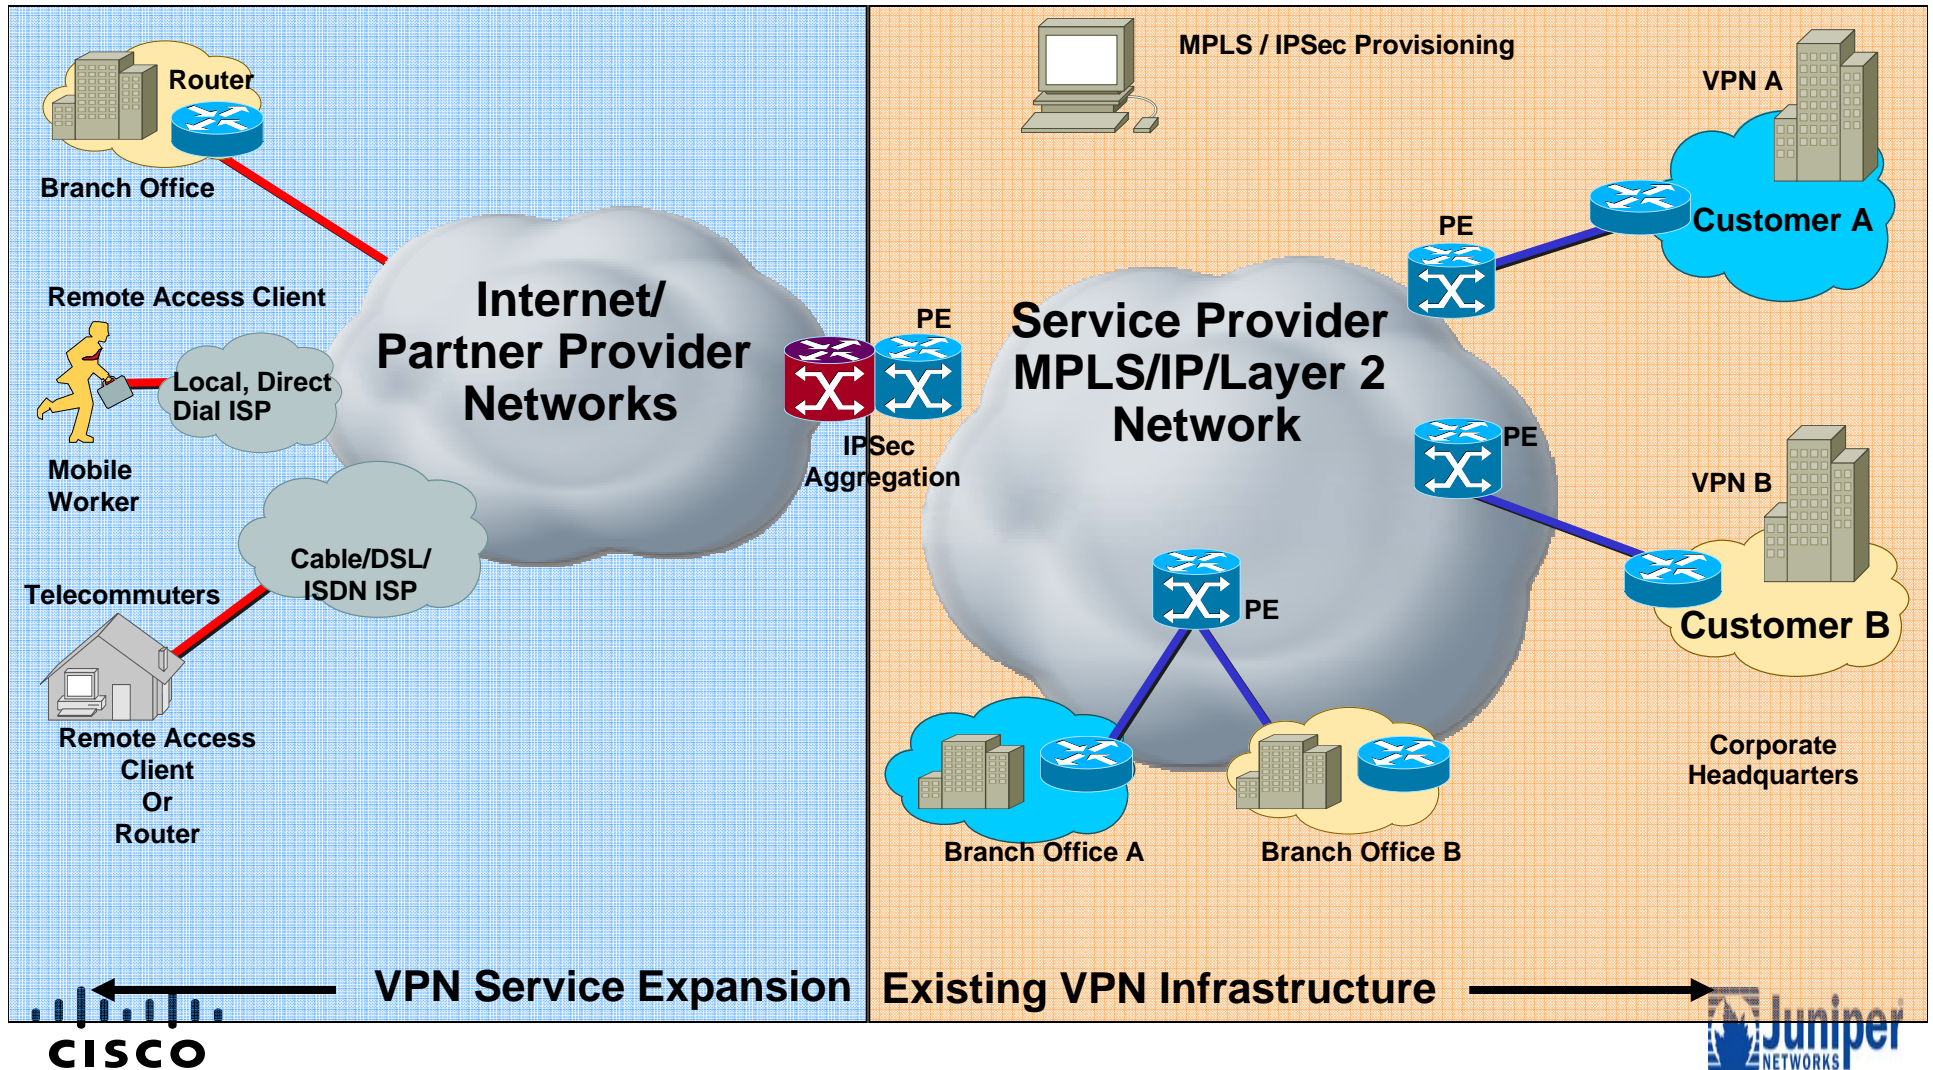 Router
Branch Office
Remote Access Client
Local, Direct
Dial ISP
Mobile
Worker
Internet/
Partner Provider
Networks
Cable/DSL/
ISDN ISP
Telecommuters
Remote Access
Client
Or
Router
PE
IPSec
Aggregation
VPN Service Expansion
CISCO
MPLS / IPSec Provisioning
VPN A
Customer A
PE
Service Provider
MPLS/IP/Layer 2
Network
PE
VPN B
Customer B
PE
Corporate
Headquarters
Branch Office A
Branch Office B
Existing VPN Infrastructure
Juniper
NETWORKS